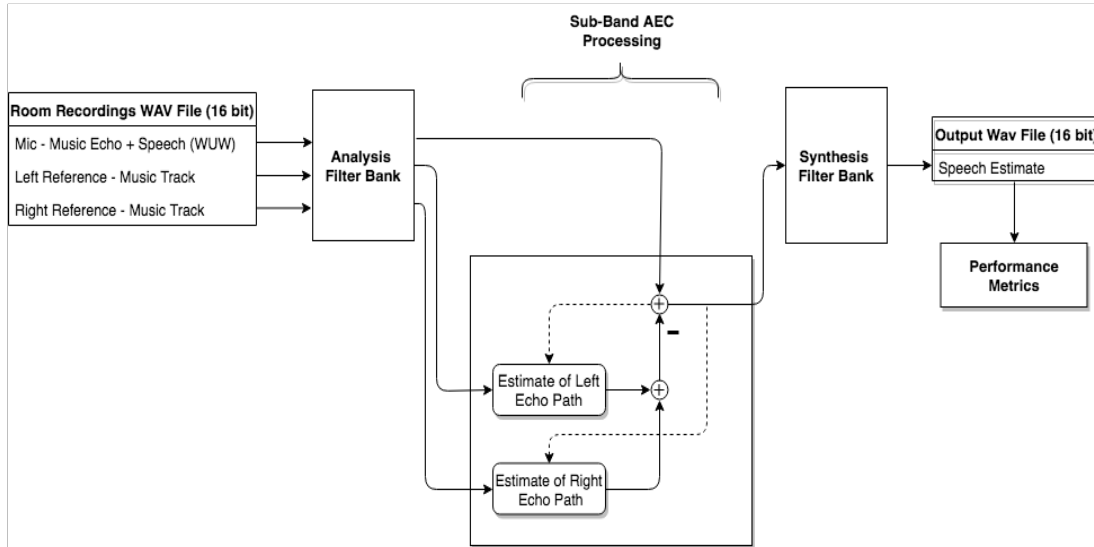 Sub-Band AEC
Processing
Room Recordings WAV File (16 bit)
Mic - Music Echo + Speech (WUW)
Left Reference - Music Track
Right Reference - Music Track
Analysis
Filter Bank
Synthesis
Filter Bank
Output Wav File (16 bit)
Speech Estimate
Performance
Metrics
+
−
Estimate of Left
Echo Path
+
Estimate of Right
Echo Path